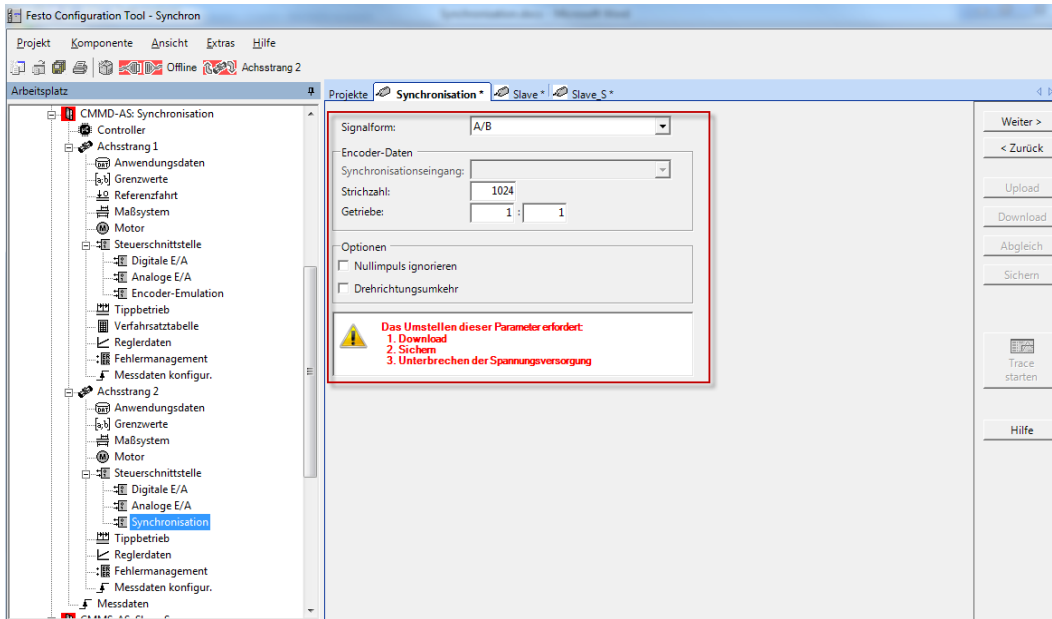 Festo Configuration Tool - Synchron
Synchronisation.docx - Microsoft Word
Projekt Komponente Ansicht Extras Hilfe
Offline Achsstrang 2
Arbeitsplatz
Projekte Synchronisation * Slave * Slave_S *
CMMD-AS: Synchronisation
Controller
Achsstrang 1
Anwendungsdaten
Grenzwerte
Referenzfahrt
Maßsystem
Motor
Steuerschnittstelle
Digitale E/A
Analoge E/A
Encoder-Emulation
Tippbetrieb
Verfahrsatztabelle
Reglerdaten
Fehlermanagement
Messdaten konfigur.
Achsstrang 2
Anwendungsdaten
Grenzwerte
Maßsystem
Motor
Steuerschnittstelle
Digitale E/A
Analoge E/A
Synchronisation
Tippbetrieb
Reglerdaten
Fehlermanagement
Messdaten konfigur.
Messdaten
Signalform: A/B
Encoder-Daten
Synchronisationseingang:
Strichzahl: 1024
Getriebe: 1 : 1
Optionen
Nullimpuls ignorieren
Drehrichtungsumkehr
Das Umstellen dieser Parameter erfordert:
1. Download
2. Sichern
3. Unterbrechen der Spannungsversorgung
Weiter >
< Zurück
Upload
Download
Abgleich
Sichern
Trace
starten
Hilfe